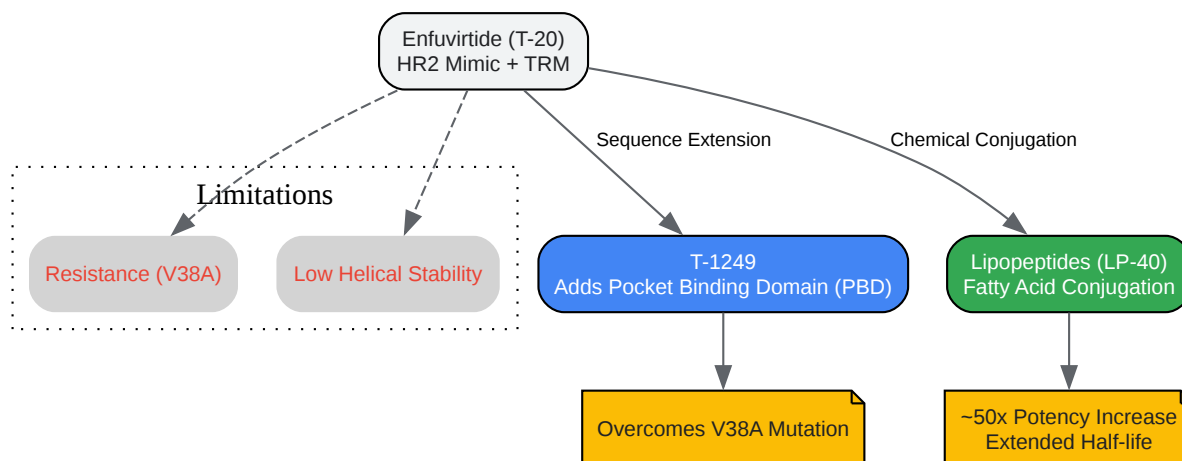 Enfuvirtide (T-20)
HR2 Mimic + TRM
Sequence Extension
Chemical Conjugation
Limitations
Resistance (V38A)
Low Helical Stability
T-1249
Adds Pocket Binding Domain (PBD)
Lipopeptides (LP-40)
Fatty Acid Conjugation
Overcomes V38A Mutation
~50x Potency Increase
Extended Half-life